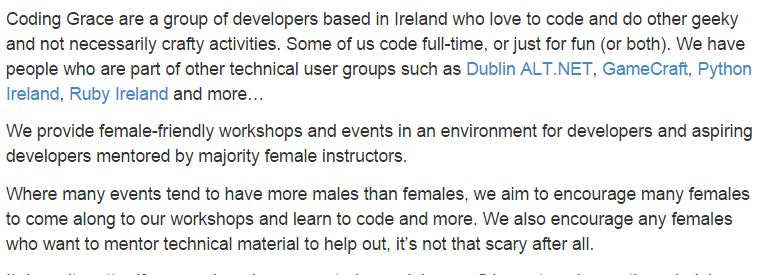 Coding Grace are a group of developers based in Ireland who love to code and do other geeky
and not necessarily crafty activities. Some of us code full-time, or just for fun (or both). We have
people who are part of other technical user groups such as Dublin ALT.NET, GameCraft, Python
Ireland, Ruby Ireland and more…
We provide female-friendly workshops and events in an environment for developers and aspiring
developers mentored by majority female instructors.
Where many events tend to have more males than females, we aim to encourage many females
to come along to our workshops and learn to code and more. We also encourage any females
who want to mentor technical material to help out, it’s not that scary after all.